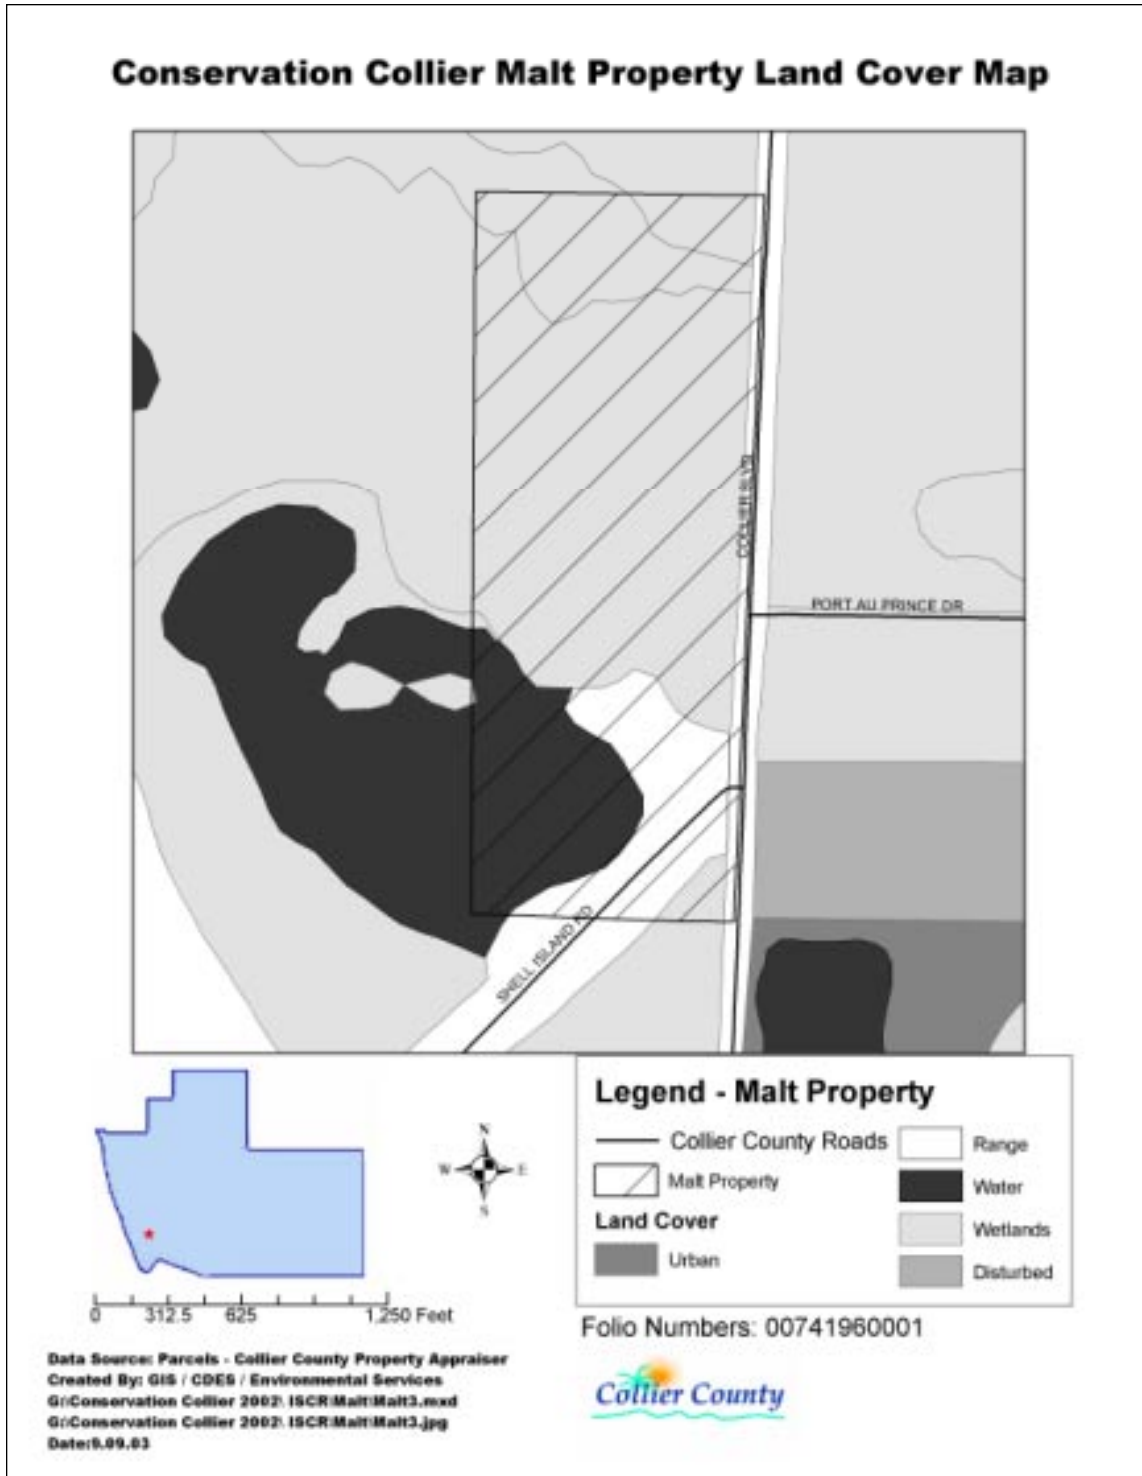 Conservation Collier Malt Property Land Cover Map
COLLIER BLVD
PORT AU PRINCE DR
SHELL ISLAND RD
Legend - Malt Property
Collier County Roads
Malt Property
Land Cover
Urban
Range
Water
Wetlands
Disturbed
N
W E
S
0 312.5 625 1,250 Feet
Folio Numbers: 00741960001
Data Source: Parcels - Collier County Property Appraiser
Created By: GIS / CDES / Environmental Services
G:\Conservation Collier 2002\ ISCR\Malt\Malt3.mxd
G:\Conservation Collier 2002\ ISCR\Malt\Malt3.jpg
Date:9.09.03
Collier County